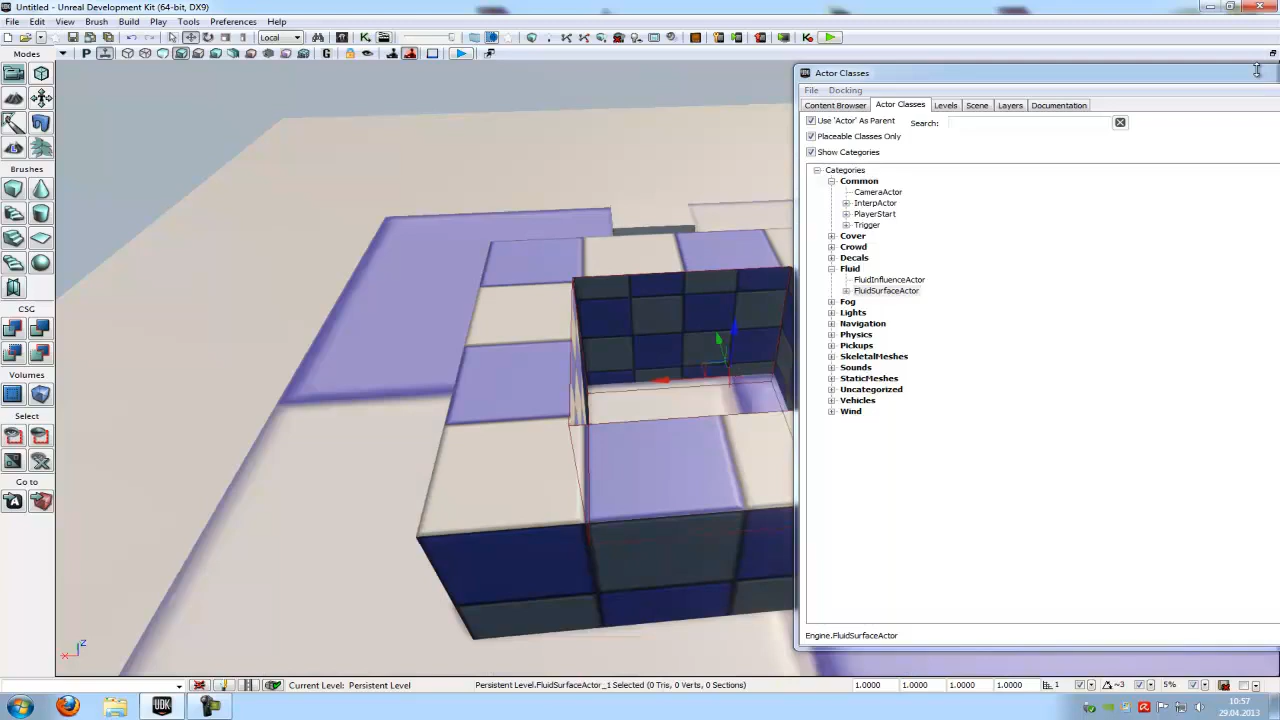 Untitled - Unreal Development Kit (64-bit, DX9)
File Edit View Brush Build Play Tools Preferences Help
Local
P
G
Modes
Brushes
CSG
Volumes
Select
Go to
Actor Classes
File Docking
Content Browser Actor Classes Levels Scene Layers Documentation
Use 'Actor' As Parent Search:
Placeable Classes Only
Show Categories
Categories
Common
CameraActor
InterpActor
PlayerStart
Trigger
Cover
Crowd
Decals
Fluid
FluidInfluenceActor
FluidSurfaceActor
Fog
Lights
Navigation
Physics
Pickups
SkeletalMeshes
Sounds
StaticMeshes
Uncategorized
Vehicles
Wind
Engine.FluidSurfaceActor
Z
X
Current Level: Persistent Level Persistent Level.FluidSurfaceActor_1 Selected (0 Tris, 0 Verts, 0 Sections) 1.0000 1.0000 1.0000 1.0000 1 ~3 5%
UDK
10:57
29.04.2013